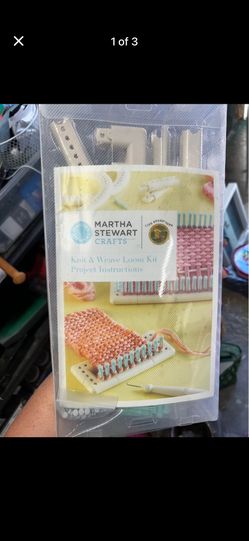 1 of 3
MARTHA
STEWART
CRAFTS
Knit & Weave Loom Kit
Project Instructions